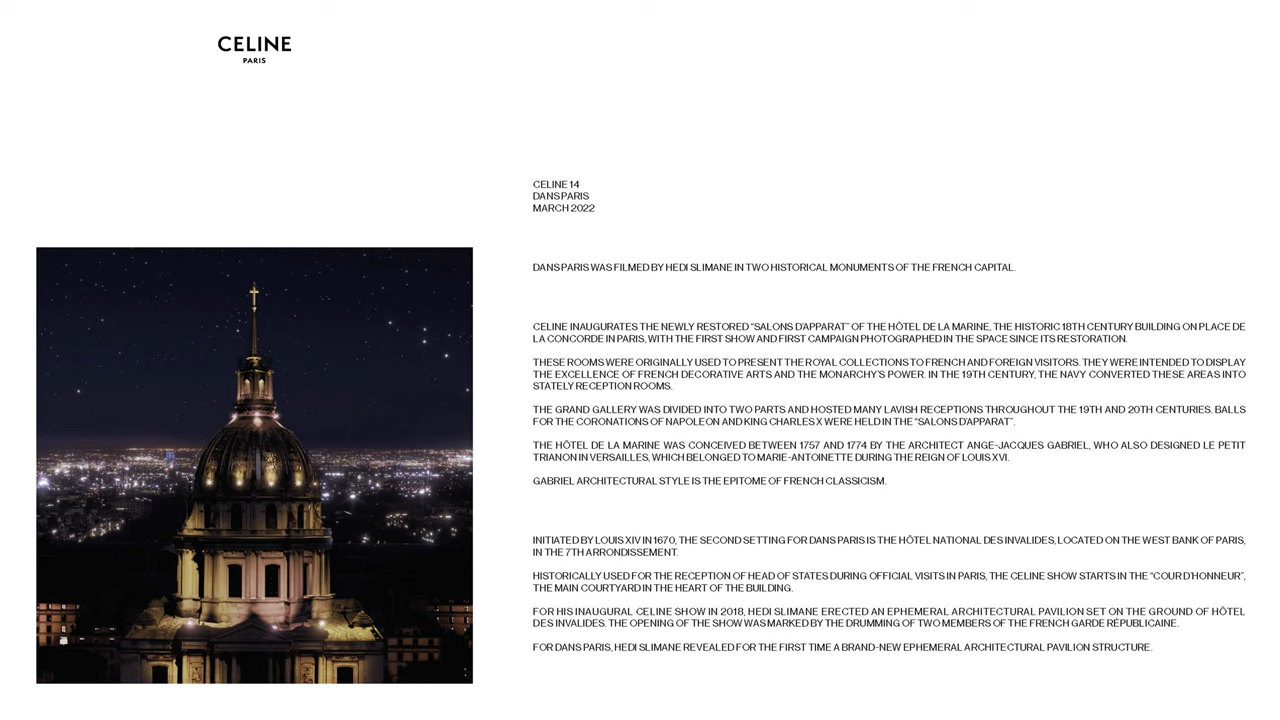 CELINE
PARIS
CELINE 14
DANS PARIS
MARCH 2022
DANS PARIS WAS FILMED BY HEDI SLIMANE IN TWO HISTORICAL MONUMENTS OF THE FRENCH CAPITAL.
CELINE INAUGURATES THE NEWLY RESTORED “SALONS D’APPARAT” OF THE HÔTEL DE LA MARINE, THE HISTORIC 18TH CENTURY BUILDING ON PLACE DE
LA CONCORDE IN PARIS, WITH THE FIRST SHOW AND FIRST CAMPAIGN PHOTOGRAPHED IN THE SPACE SINCE ITS RESTORATION.
THESE ROOMS WERE ORIGINALLY USED TO PRESENT THE ROYAL COLLECTIONS TO FRENCH AND FOREIGN VISITORS. THEY WERE INTENDED TO DISPLAY
THE EXCELLENCE OF FRENCH DECORATIVE ARTS AND THE MONARCHY’S POWER. IN THE 19TH CENTURY, THE NAVY CONVERTED THESE AREAS INTO
STATELY RECEPTION ROOMS.
THE GRAND GALLERY WAS DIVIDED INTO TWO PARTS AND HOSTED MANY LAVISH RECEPTIONS THROUGHOUT THE 19TH AND 20TH CENTURIES. BALLS
FOR THE CORONATIONS OF NAPOLEON AND KING CHARLES X WERE HELD IN THE “SALONS D’APPARAT”.
THE HÔTEL DE LA MARINE WAS CONCEIVED BETWEEN 1757 AND 1774 BY THE ARCHITECT ANGE-JACQUES GABRIEL, WHO ALSO DESIGNED LE PETIT
TRIANON IN VERSAILLES, WHICH BELONGED TO MARIE-ANTOINETTE DURING THE REIGN OF LOUIS XVI.
GABRIEL ARCHITECTURAL STYLE IS THE EPITOME OF FRENCH CLASSICISM.
INITIATED BY LOUIS XIV IN 1670, THE SECOND SETTING FOR DANS PARIS IS THE HÔTEL NATIONAL DES INVALIDES, LOCATED ON THE WEST BANK OF PARIS,
IN THE 7TH ARRONDISSEMENT.
HISTORICALLY USED FOR THE RECEPTION OF HEAD OF STATES DURING OFFICIAL VISITS IN PARIS, THE CELINE SHOW STARTS IN THE “COUR D’HONNEUR”,
THE MAIN COURTYARD IN THE HEART OF THE BUILDING.
FOR HIS INAUGURAL CELINE SHOW IN 2018, HEDI SLIMANE ERECTED AN EPHEMERAL ARCHITECTURAL PAVILION SET ON THE GROUND OF HÔTEL
DES INVALIDES. THE OPENING OF THE SHOW WAS MARKED BY THE DRUMMING OF TWO MEMBERS OF THE FRENCH GARDE RÉPUBLICAINE.
FOR DANS PARIS, HEDI SLIMANE REVEALED FOR THE FIRST TIME A BRAND-NEW EPHEMERAL ARCHITECTURAL PAVILION STRUCTURE.